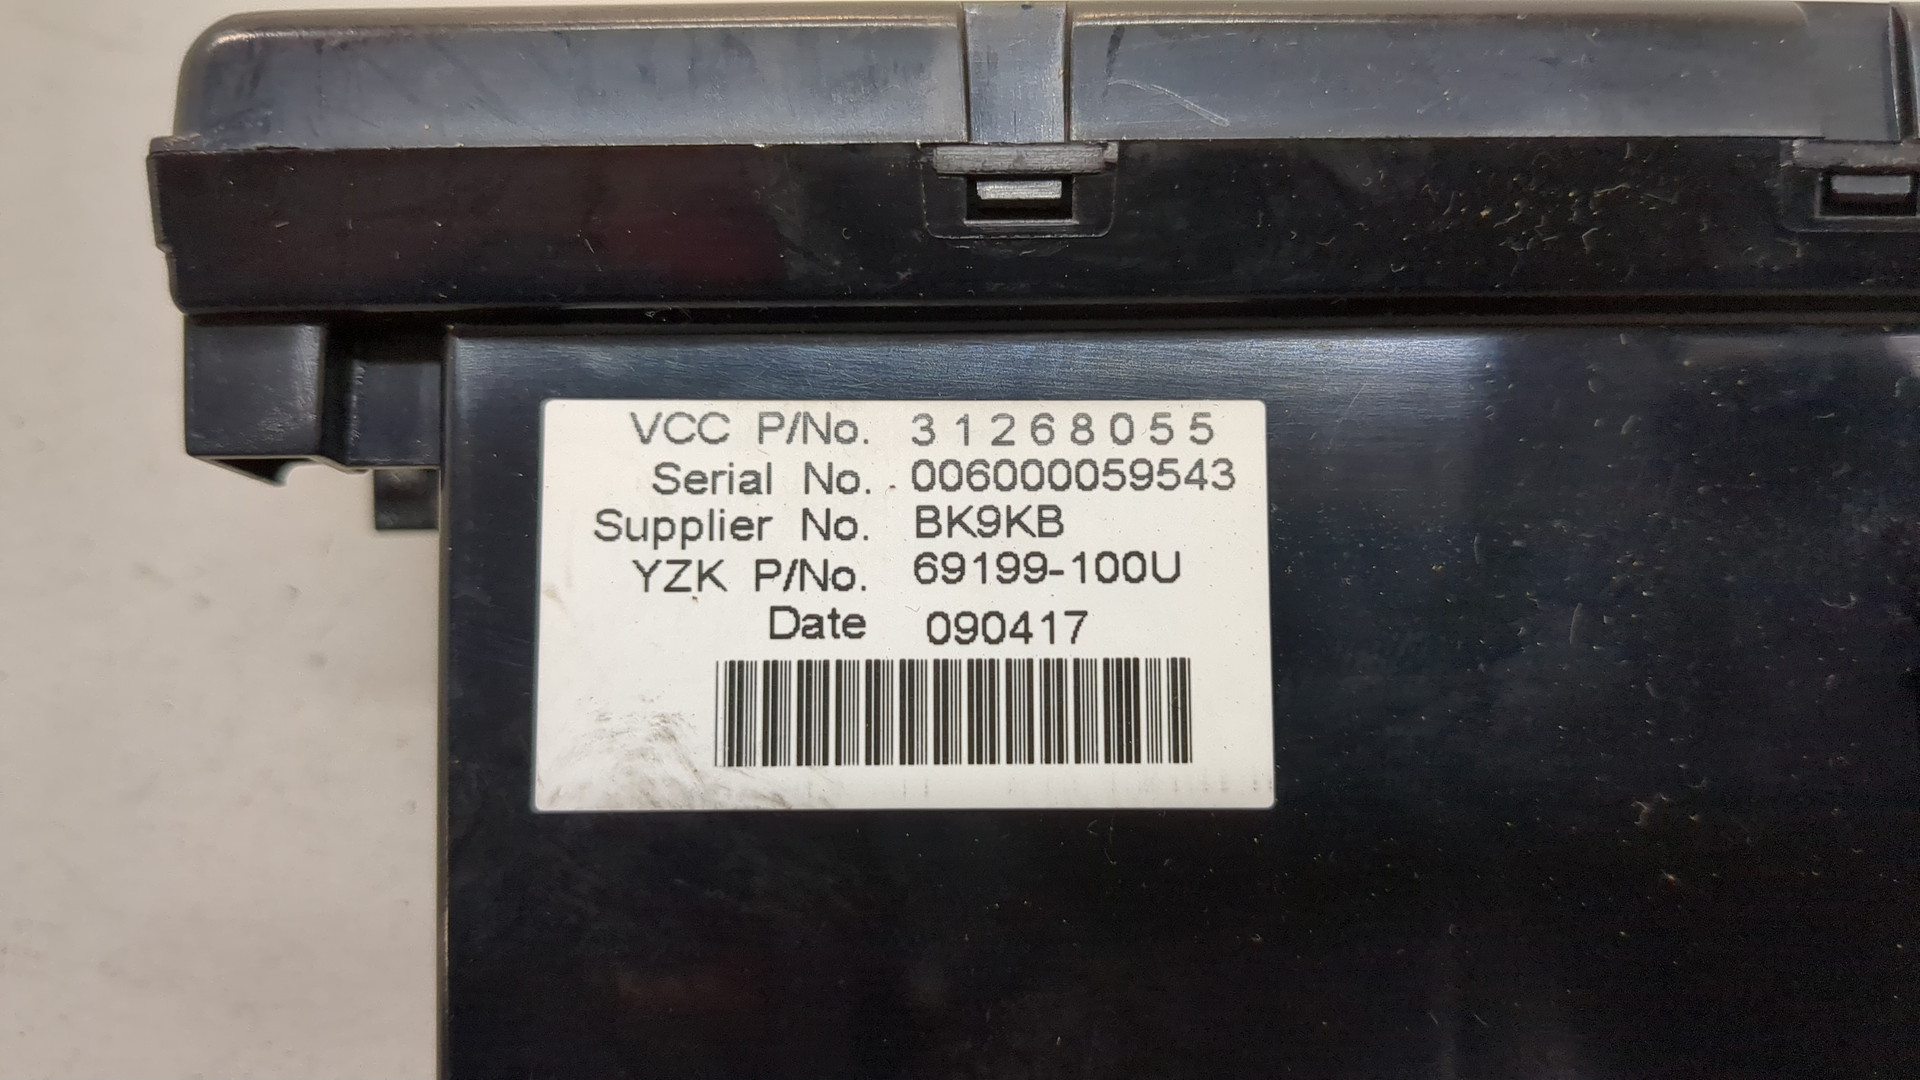 VCC P/No. 31268055
Serial No. 006000059543
Supplier No. BK9KB
YZK P/No. 69199-100U
Date 090417